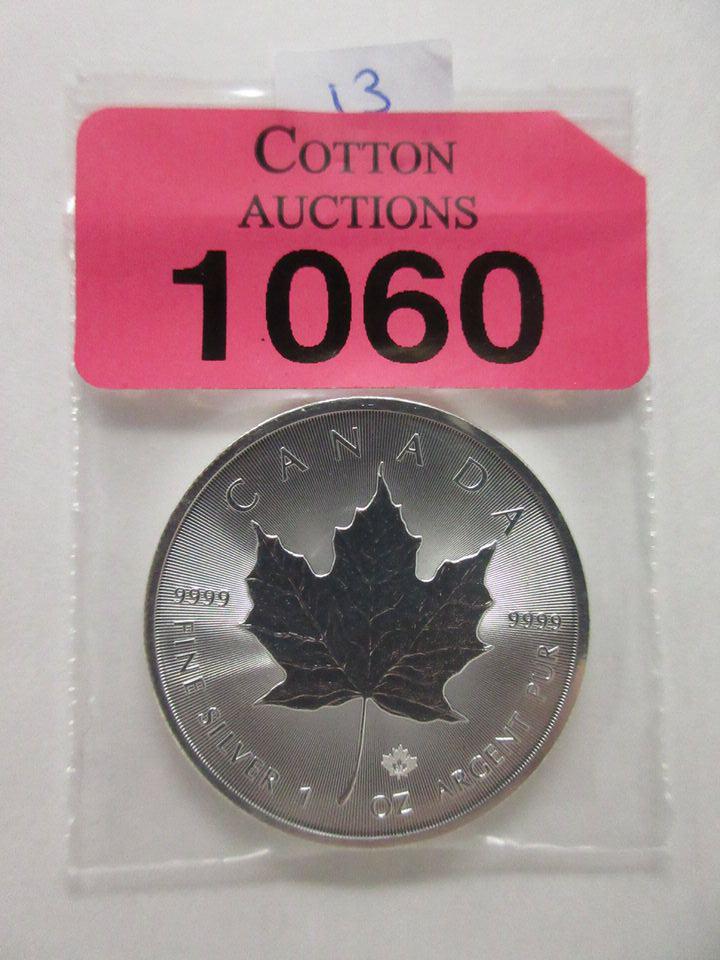 13
COTTON
AUCTIONS
1060
CANADA
9999
9999
FINE SILVER 1 OZ ARGENT PUR